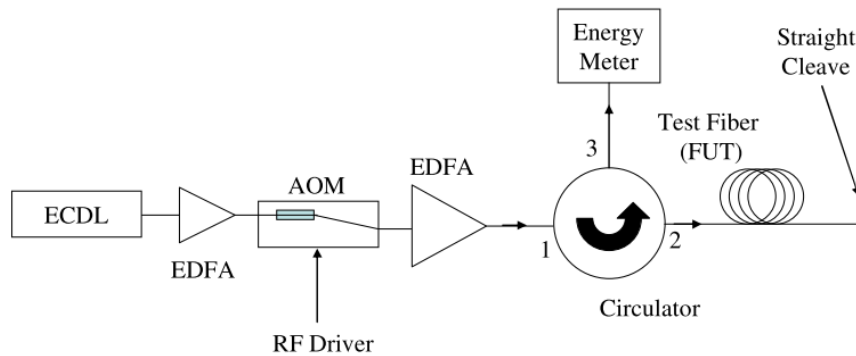 Energy
Meter
Straight
Cleave
Test Fiber
(FUT)
3
EDFA
AOM
ECDL
EDFA
1
2
Circulator
RF Driver